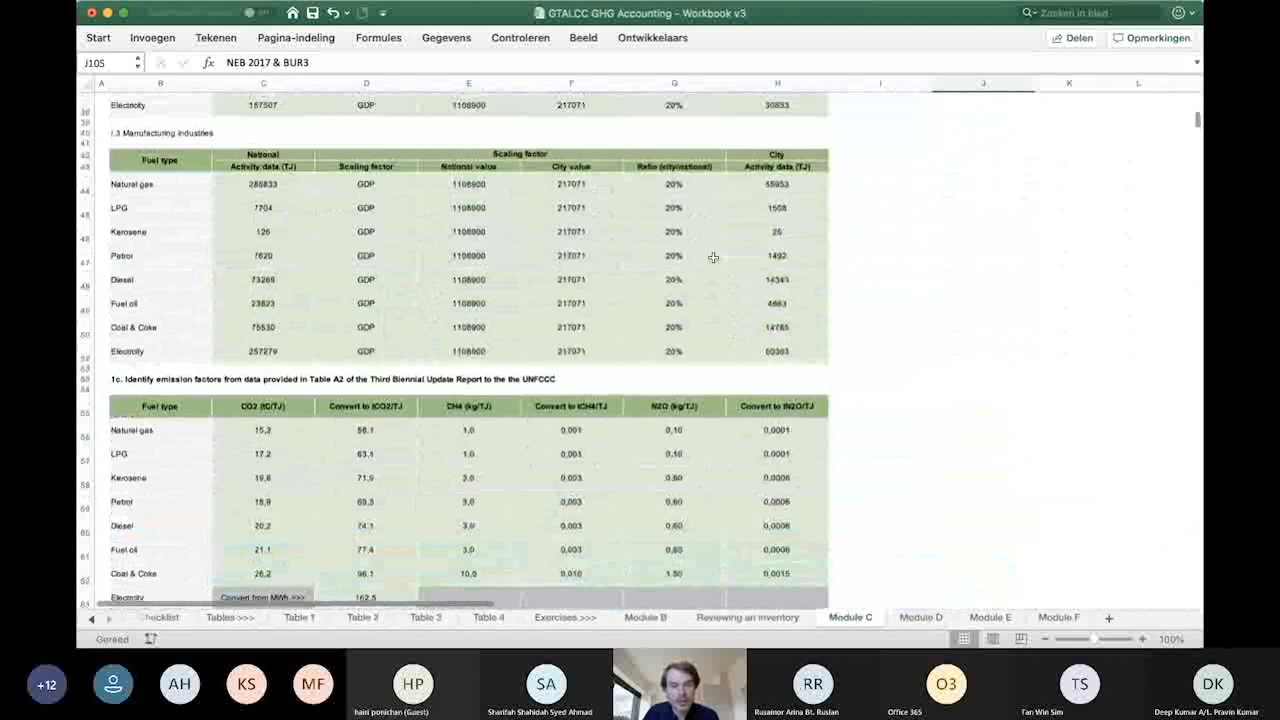 GTALCC GHG Accounting - Workbook v3
Zoeken in blad
Start Invoegen Tekenen Pagina-indeling Formules Gegevens Controleren Beeld Ontwikkelaars Delen Opmerkingen
J105 fx NEB 2017 & BUR3
A B C D E F G H I J K L
Electricity 157507 GDP 1108900 217071 20% 30833
I.3 Manufacturing industries
Fuel type National Scaling factor City
Activity data (TJ) Scaling factor National value City value Ratio (city/national) Activity data (TJ)
Natural gas 285833 GDP 1108900 217071 20% 55953
LPG 7704 GDP 1108900 217071 20% 1508
Kerosene 126 GDP 1108900 217071 20% 25
Petrol 7620 GDP 1108900 217071 20% 1492
Diesel 73269 GDP 1108900 217071 20% 14343
Fuel oil 23823 GDP 1108900 217071 20% 4663
Coal & Coke 75530 GDP 1108900 217071 20% 14785
Electricity 257279 GDP 1108900 217071 20% 50363
1c. Identify emission factors from data provided in Table A2 of the Third Biennial Update Report to the the UNFCCC
Fuel type CO2 (tC/TJ) Convert to tCO2/TJ CH4 (kg/TJ) Convert to tCH4/TJ N2O (kg/TJ) Convert to tN2O/TJ
Natural gas 15,3 56,1 1,0 0,001 0,10 0,0001
LPG 17,2 63,1 1,0 0,001 0,10 0,0001
Kerosene 19,6 71,9 3,0 0,003 0,60 0,0006
Petrol 18,9 69,3 3,0 0,003 0,60 0,0006
Diesel 20,2 74,1 3,0 0,003 0,60 0,0006
Fuel oil 21,1 77,4 3,0 0,003 0,60 0,0006
Coal & Coke 26,2 96,1 10,0 0,010 1,50 0,0015
Electricity Convert from MWh >>> 162,5
Checklist Tables >>> Table 1 Table 2 Table 3 Table 4 Exercises >>> Module B Reviewing an inventory Module C Module D Module E Module F
Gereed 100%
+12 AH KS MF HP SA RR O3 TS DK
haini ponichan (Guest) Sharifah Shahidah Syed Ahmad Rusainor Arina Bt. Ruslan Office 365 Tan Win Sim Deep Kumar A/L. Pravin Kumar